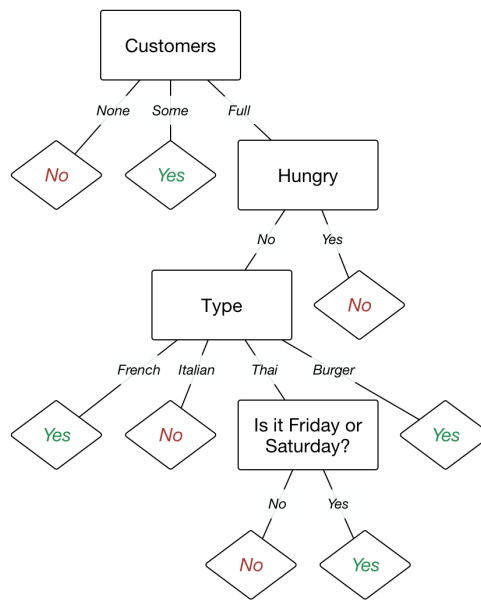 Customers
None
Some
Full
No
Yes
Hungry
No
Yes
Type
No
French
Italian
Thai
Burger
Yes
No
Is it Friday or
Saturday?
Yes
No
Yes
No
Yes